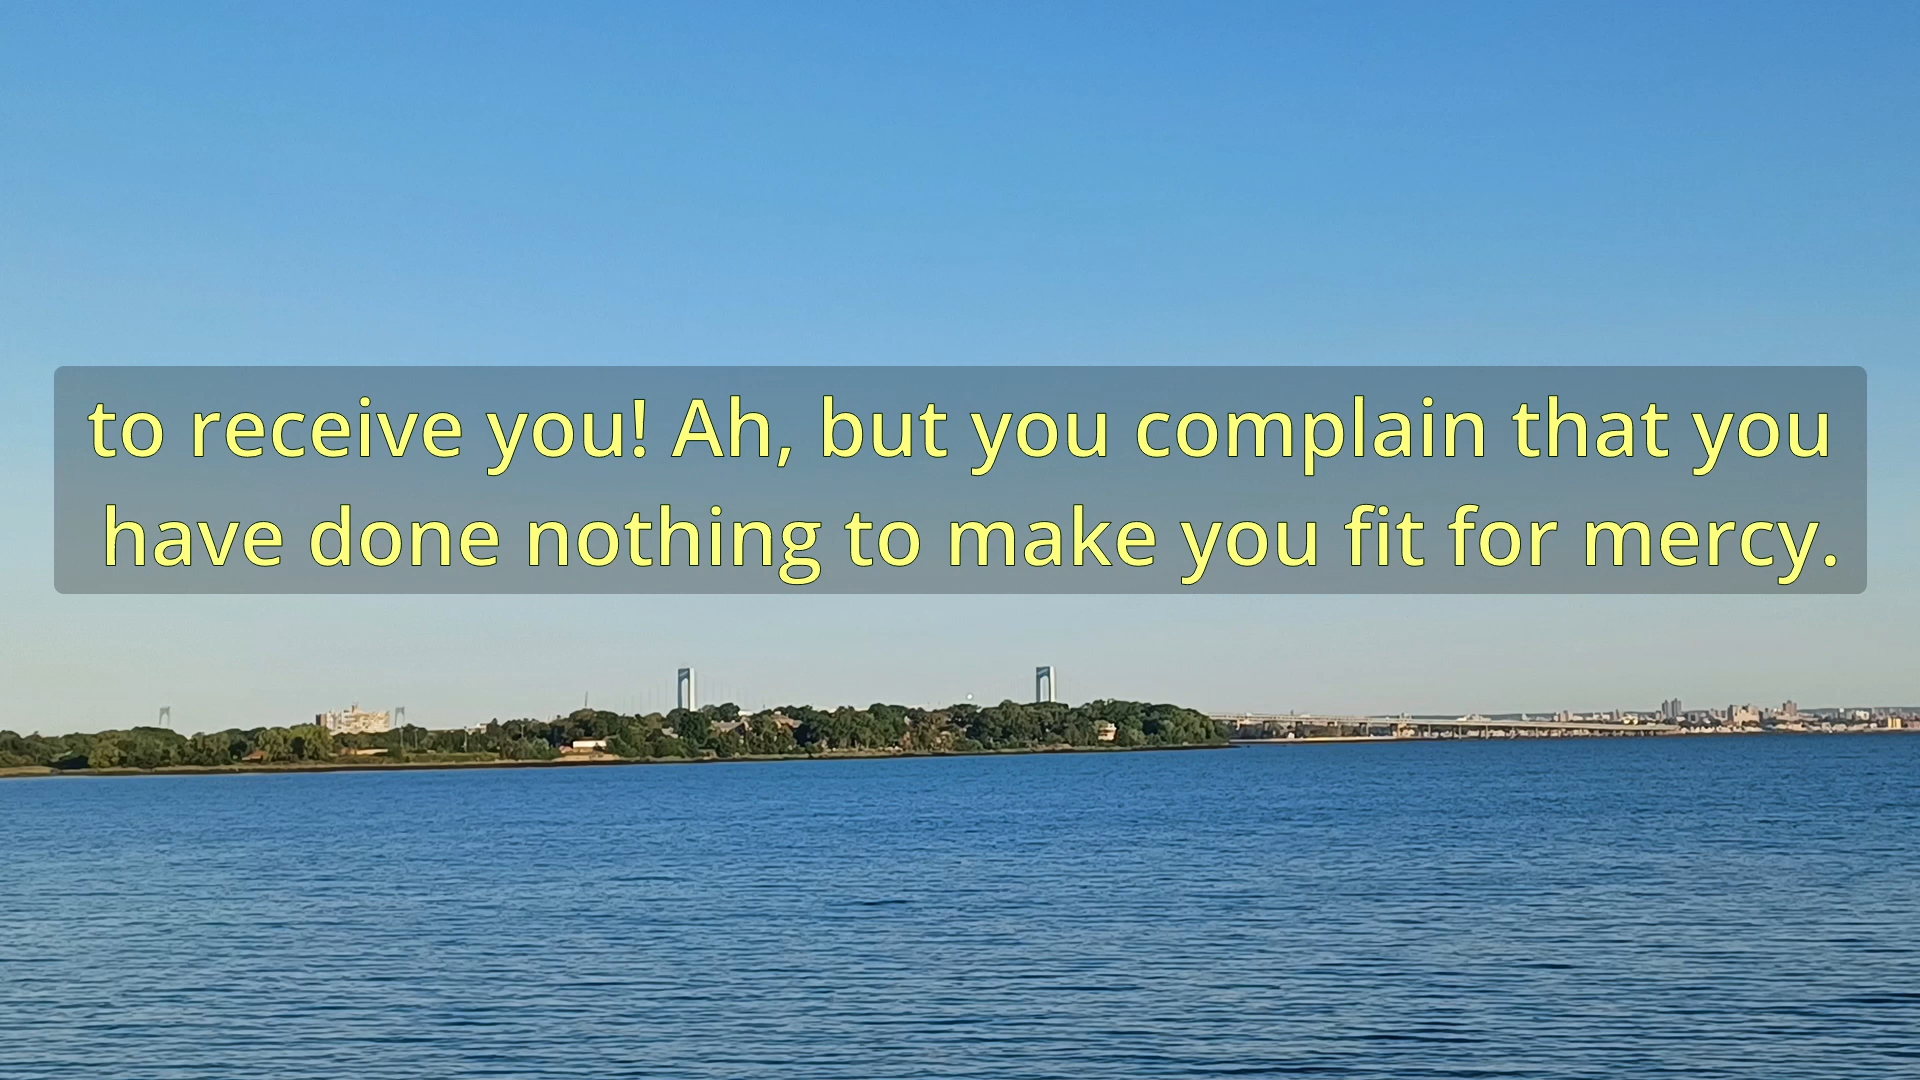 to receive you! Ah, but you complain that you
have done nothing to make you fit for mercy.